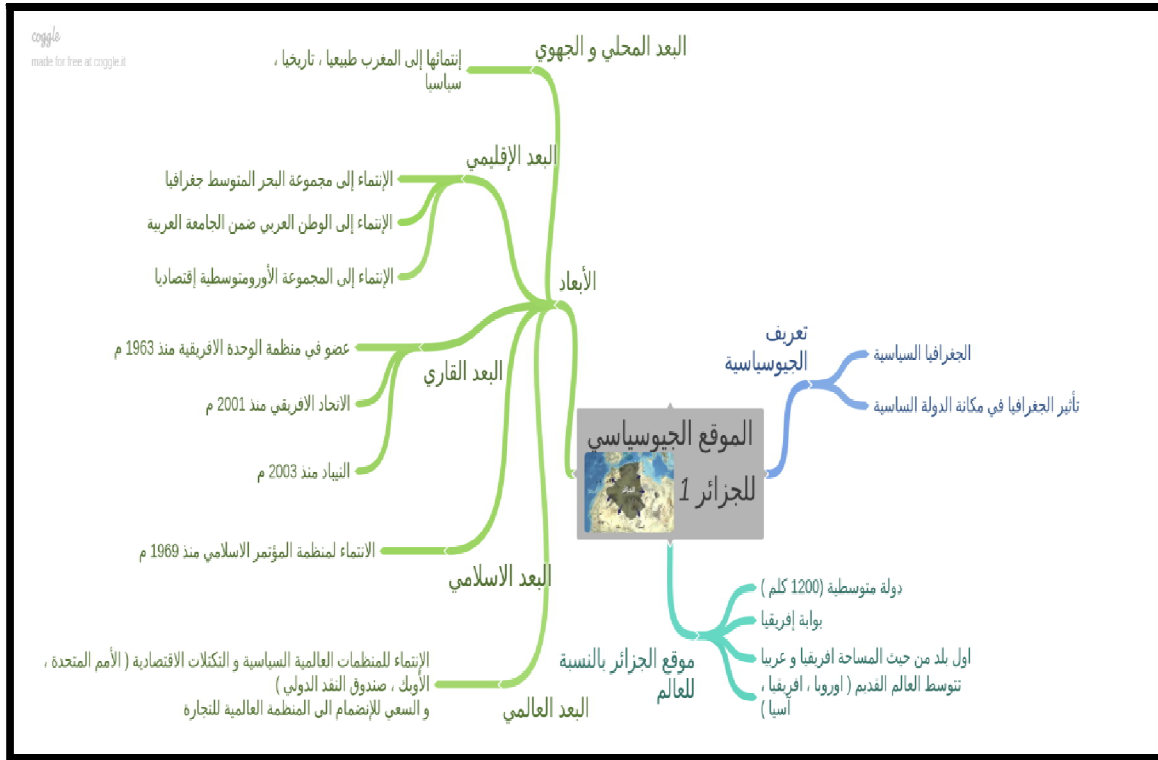 coggle
made for free at coggle.it
الموقع الجيوسياسي
للجزائر 1
تعريف
الجيوسياسية
الجغرافيا السياسية
تأثير الجغرافيا في مكانة الدولة الساسية
موقع الجزائر بالنسبة
للعالم
دولة متوسطية (1200 كلم )
بوابة إفريقيا
اول بلد من حيث المساحة افريقيا و عربيا
تتوسط العالم القديم ( اوروبا ، افريقيا ،
آسيا )
الأبعاد
البعد المحلي و الجهوي
إنتمائها إلى المغرب طبيعيا ، تاريخيا ،
سياسيا
البعد الإقليمي
الإنتماء إلى مجموعة البحر المتوسط جغرافيا
الإنتماء إلى الوطن العربي ضمن الجامعة العربية
الإنتماء إلى المجموعة الأورومتوسطية إقتصاديا
البعد القاري
عضو في منظمة الوحدة الافريقية منذ 1963 م
الاتحاد الافريقي منذ 2001 م
النيباد منذ 2003 م
البعد الاسلامي
الانتماء لمنظمة المؤتمر الاسلامي منذ 1969 م
البعد العالمي
الإنتماء للمنظمات العالمية السياسية و التكتلات الاقتصادية ( الأمم المتحدة ،
الأوبك ، صندوق النقد الدولي )
و السعي للإنضمام الى المنظمة العالمية للتجارة